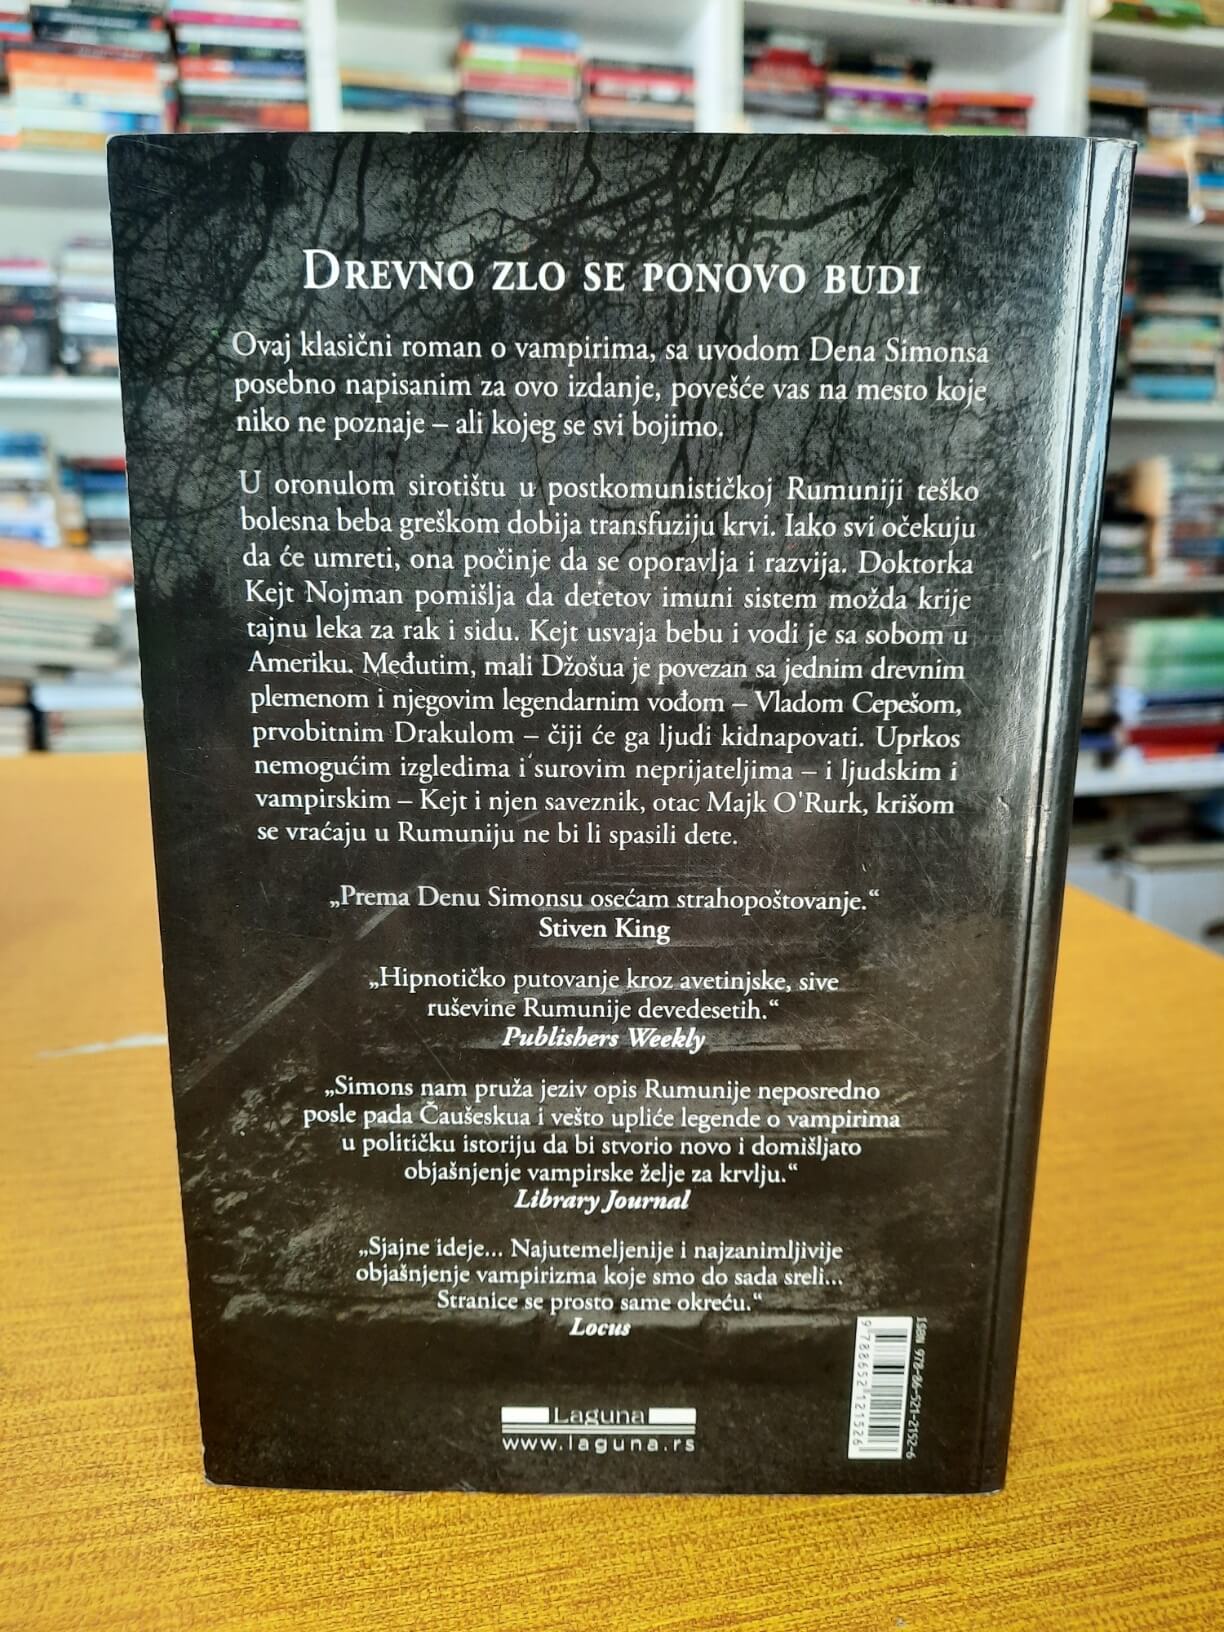 DREVNO ZLO SE PONOVO BUDI
Ovaj klasični roman o vampirima, sa uvodom Dena Simonsa
posebno napisanim za ovo izdanje, povešće vas na mesto koje
niko ne poznaje – ali kojeg se svi bojimo.
U oronulom sirotištu u postkomunističkoj Rumuniji teško
bolesna beba greškom dobija transfuziju krvi. Iako svi očekuju
da će umreti, ona počinje da se oporavlja i razvija. Doktorka
Kejt Nojman pomišlja da detetov imuni sistem možda krije
tajnu leka za rak i sidu. Kejt usvaja bebu i vodi je sa sobom u
Ameriku. Međutim, mali Džošua je povezan sa jednim drevnim
plemenom i njegovim legendarnim vođom – Vladom Cepešom,
prvobitnim Drakulom – čiji će ga ljudi kidnapovati. Uprkos
nemogućim izgledima i surovim neprijateljima – i ljudskim i
vampirskim – Kejt i njen saveznik, otac Majk O'Rurk, krišom
se vraćaju u Rumuniju ne bi li spasili dete.
„Prema Denu Simonsu osećam strahopoštovanje.“
Stiven King
„Hipnotičko putovanje kroz avetinjske, sive
ruševine Rumunije devedesetih.“
Publishers Weekly
„Simons nam pruža jeziv opis Rumunije neposredno
posle pada Čaušeskua i vešto upliće legende o vampirima
u političku istoriju da bi stvorio novo i domišljato
objašnjenje vampirske želje za krvlju.“
Library Journal
„Sjajne ideje... Najutemeljenije i najzanimljivije
objašnjenje vampirizma koje smo do sada sreli...
Stranice se prosto same okreću.“
Locus
Laguna
www.laguna.rs
ISBN 978-86-521-2152-6
9788652121526